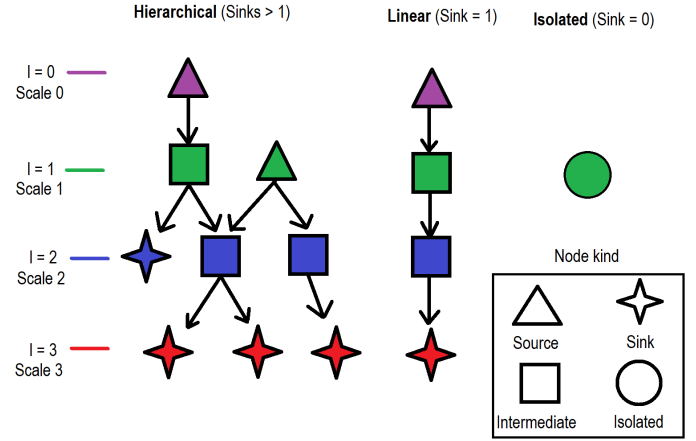 Hierarchical (Sinks > 1)
Linear (Sink = 1)
Isolated (Sink = 0)
I = 0
Scale 0
I = 1
Scale 1
I = 2
Scale 2
I = 3
Scale 3
Node kind
Source
Sink
Intermediate
Isolated